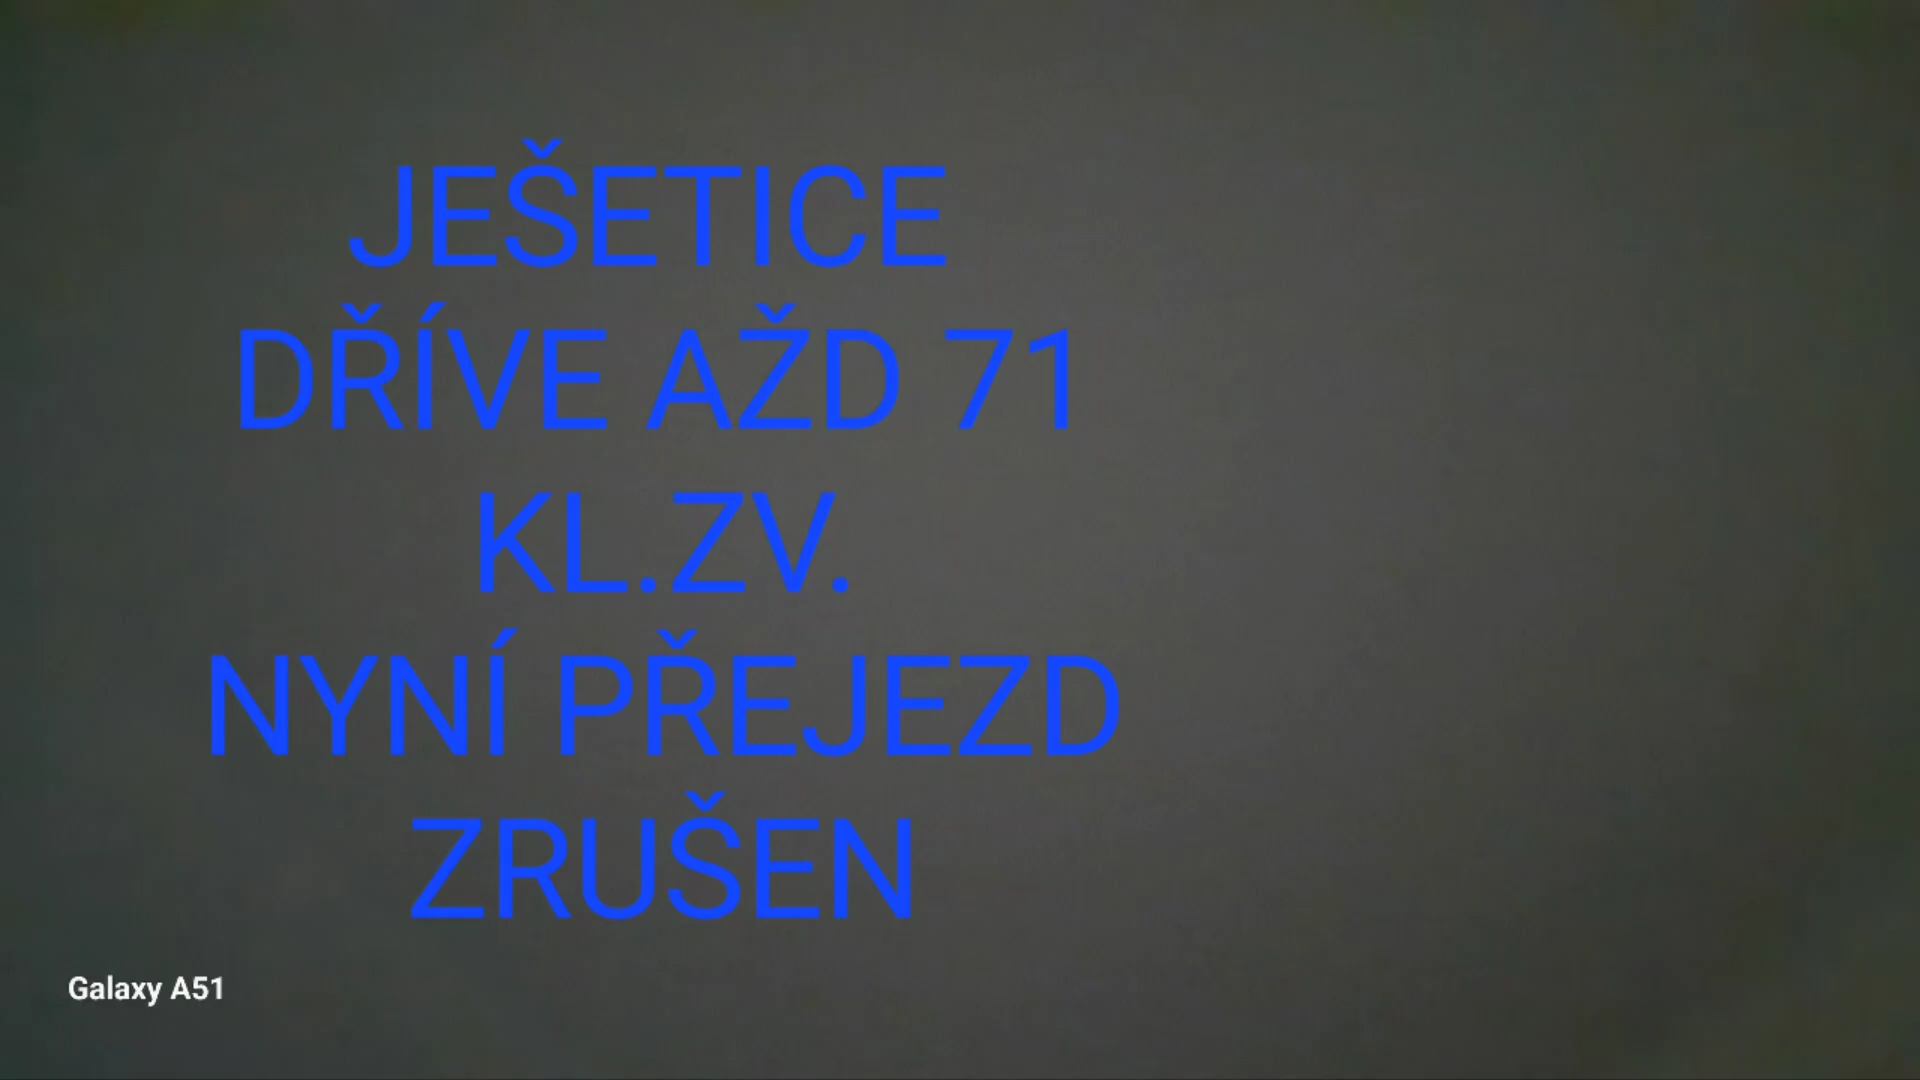 JEŠETICE
DŘÍVE AŽD 71
KL.ZV.
NYNÍ PŘEJEZD
ZRUŠEN
Galaxy A51